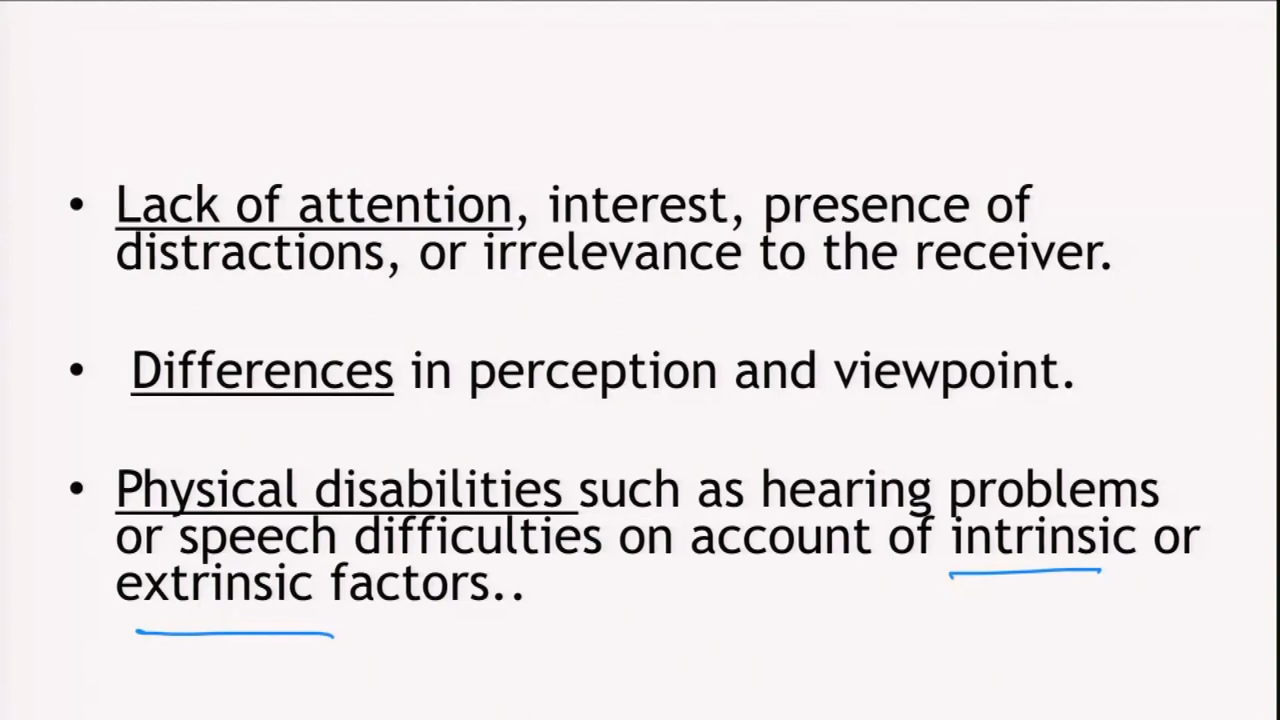 • Lack of attention, interest, presence of
distractions, or irrelevance to the receiver.
• Differences in perception and viewpoint.
• Physical disabilities such as hearing problems
or speech difficulties on account of intrinsic or
extrinsic factors..